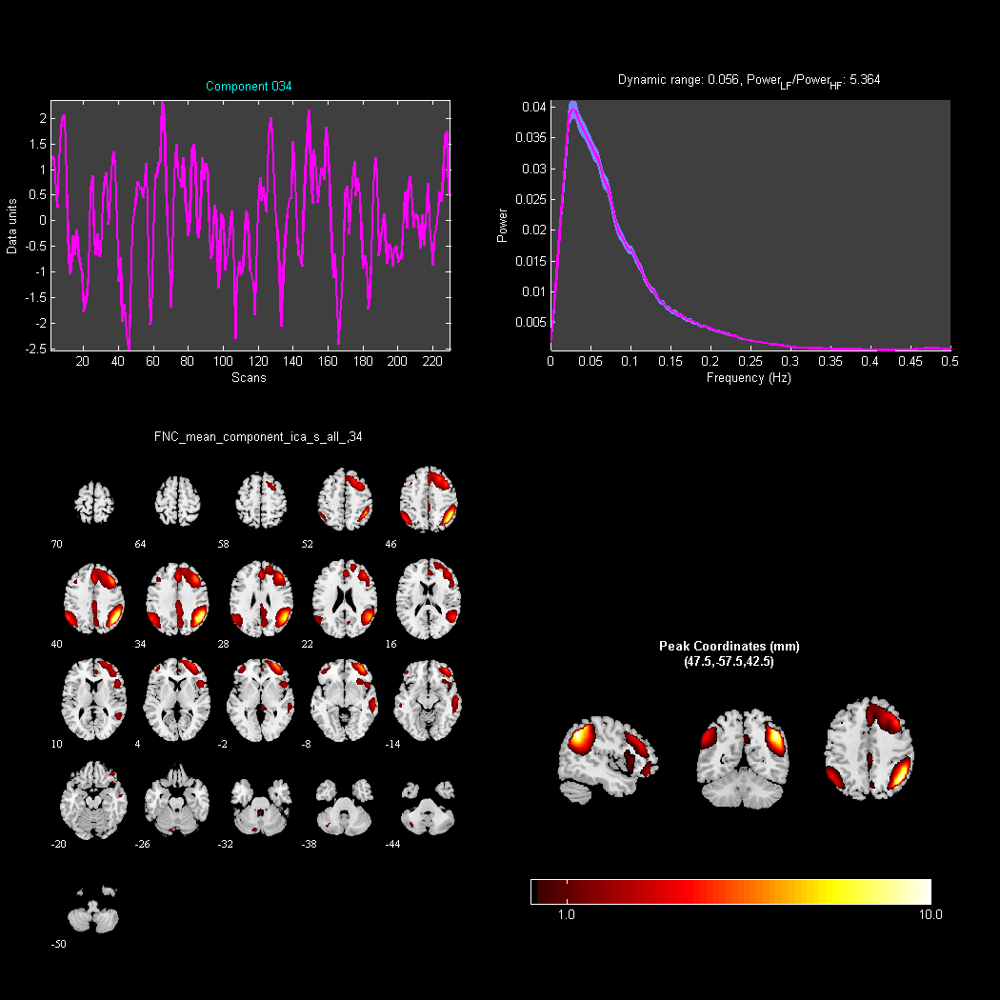 Component 034
Data units
2
1.5
1
0.5
0
-0.5
-1
-1.5
-2
-2.5
20 40 60 80 100 120 140 160 180 200 220
Scans
Dynamic range: 0.056, PowerLF/PowerHF: 5.364
Power
0.04
0.035
0.03
0.025
0.02
0.015
0.01
0.005
0 0.05 0.1 0.15 0.2 0.25 0.3 0.35 0.4 0.45 0.5
Frequency (Hz)
FNC_mean_component_ica_s_all_,34
70 64 58 52 46
40 34 28 22 16
10 4 -2 -8 -14
-20 -26 -32 -38 -44
-50
Peak Coordinates (mm)
(47.5,-57.5,42.5)
1.0 10.0